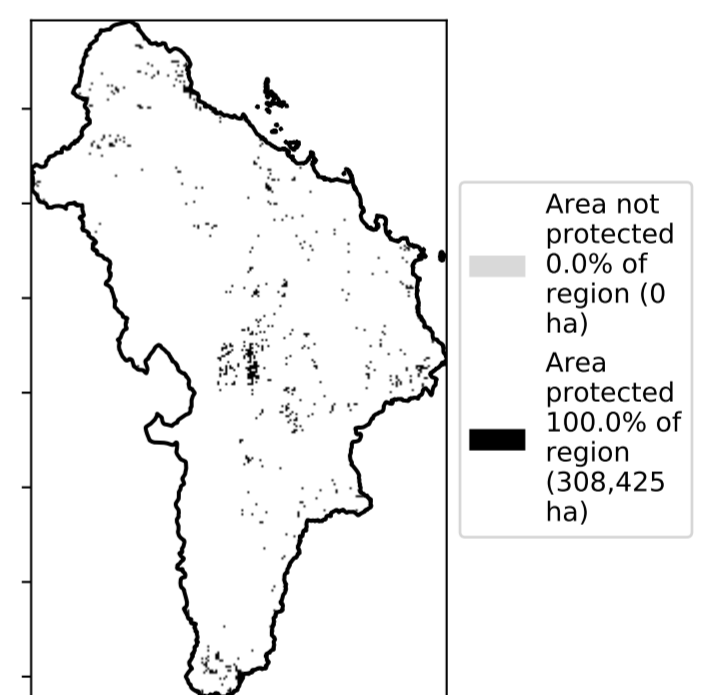 Area not
protected
0.0% of
region (0
ha)
Area
protected
100.0% of
region
(308,425
ha)